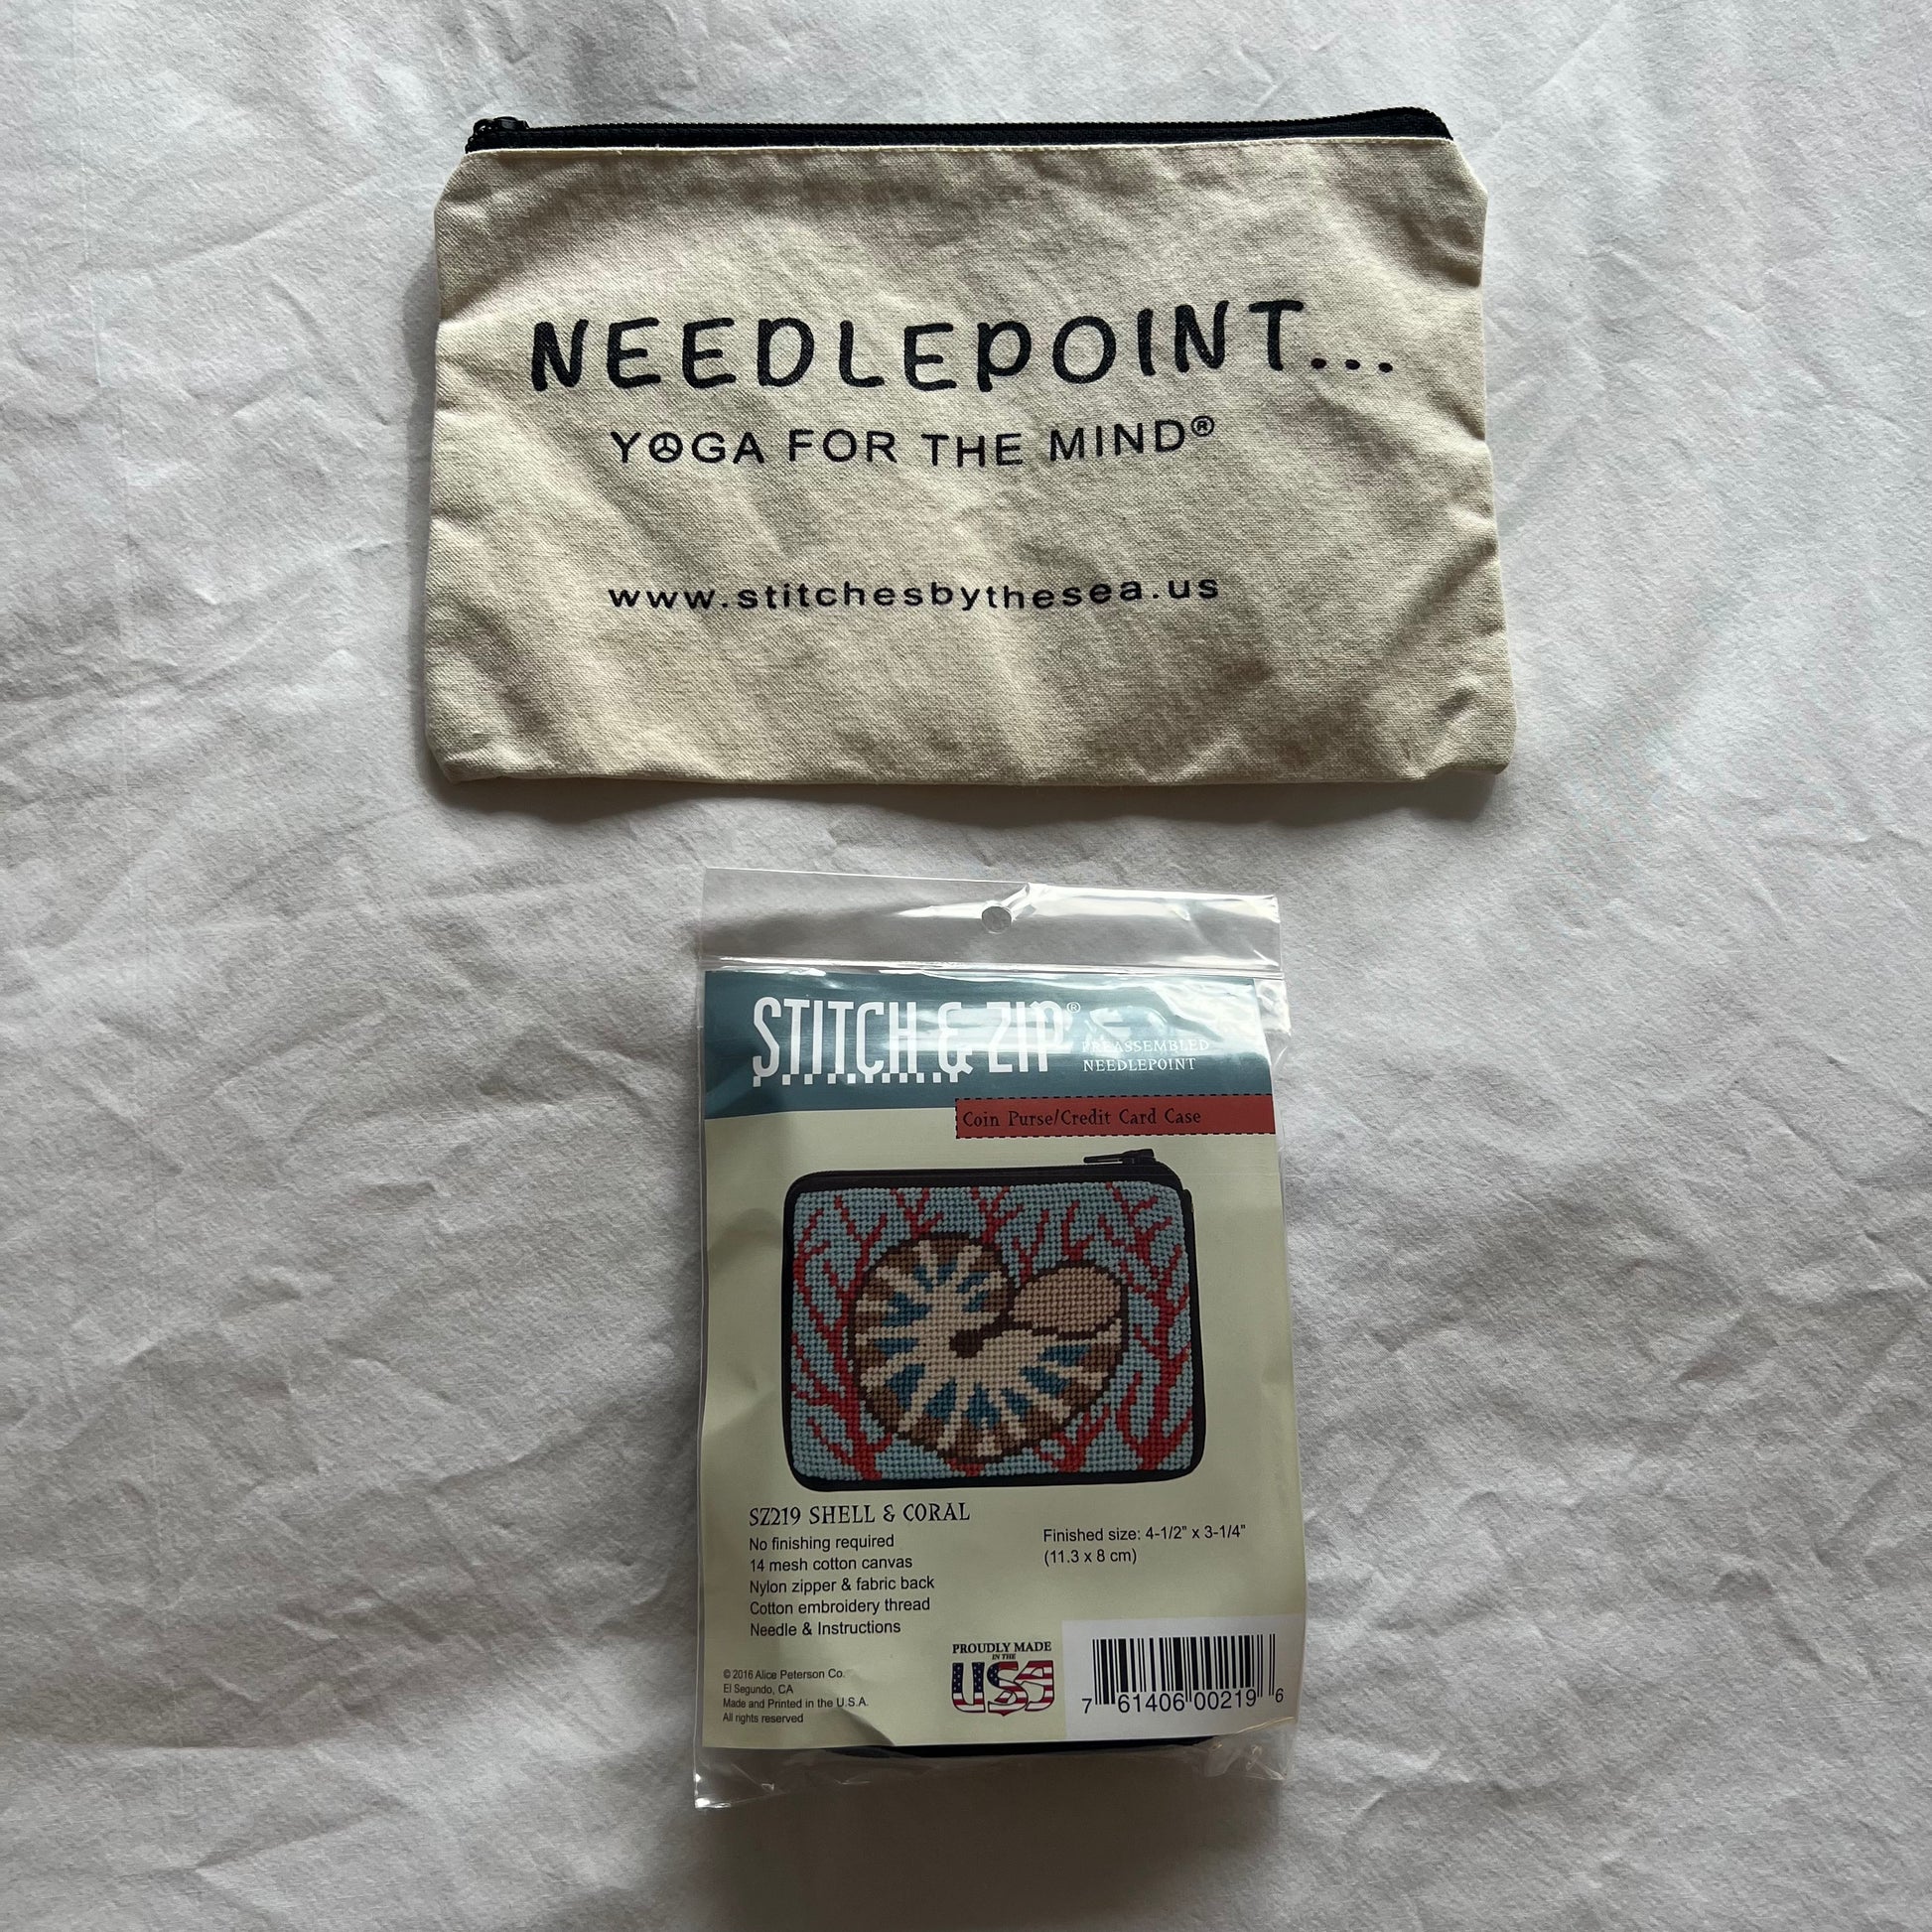 NEEDLEPOINT...
YOGA FOR THE MIND®
www.stitchesbythesea.us
STITCH & ZIP®
PREASSEMBLED
NEEDLEPOINT
Coin Purse/Credit Card Case
SZ219 SHELL & CORAL
No finishing required
14 mesh cotton canvas
Nylon zipper & fabric back
Cotton embroidery thread
Needle & Instructions
Finished size: 4-1/2" x 3-1/4"
(11.3 x 8 cm)
© 2016 Alice Peterson Co.
El Segundo, CA
Made and Printed in the U.S.A.
All rights reserved
PROUDLY MADE
IN THE
USA
7 61406 00219 6